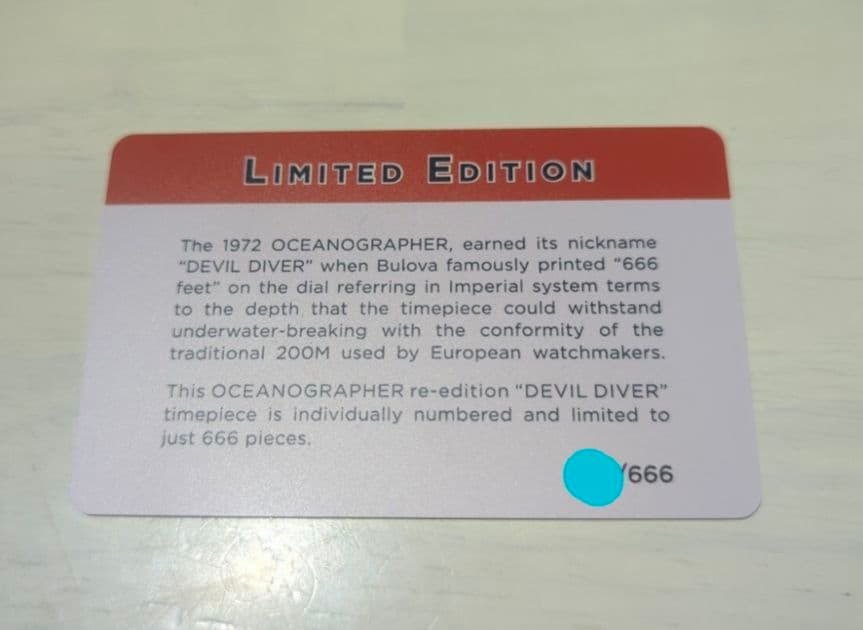 LIMITED EDITION
The 1972 OCEANOGRAPHER, earned its nickname
"DEVIL DIVER" when Bulova famously printed "666
feet" on the dial referring in Imperial system terms
to the depth that the timepiece could withstand
underwater-breaking with the conformity of the
traditional 200M used by European watchmakers.
This OCEANOGRAPHER re-edition "DEVIL DIVER"
timepiece is individually numbered and limited to
just 666 pieces.
/666